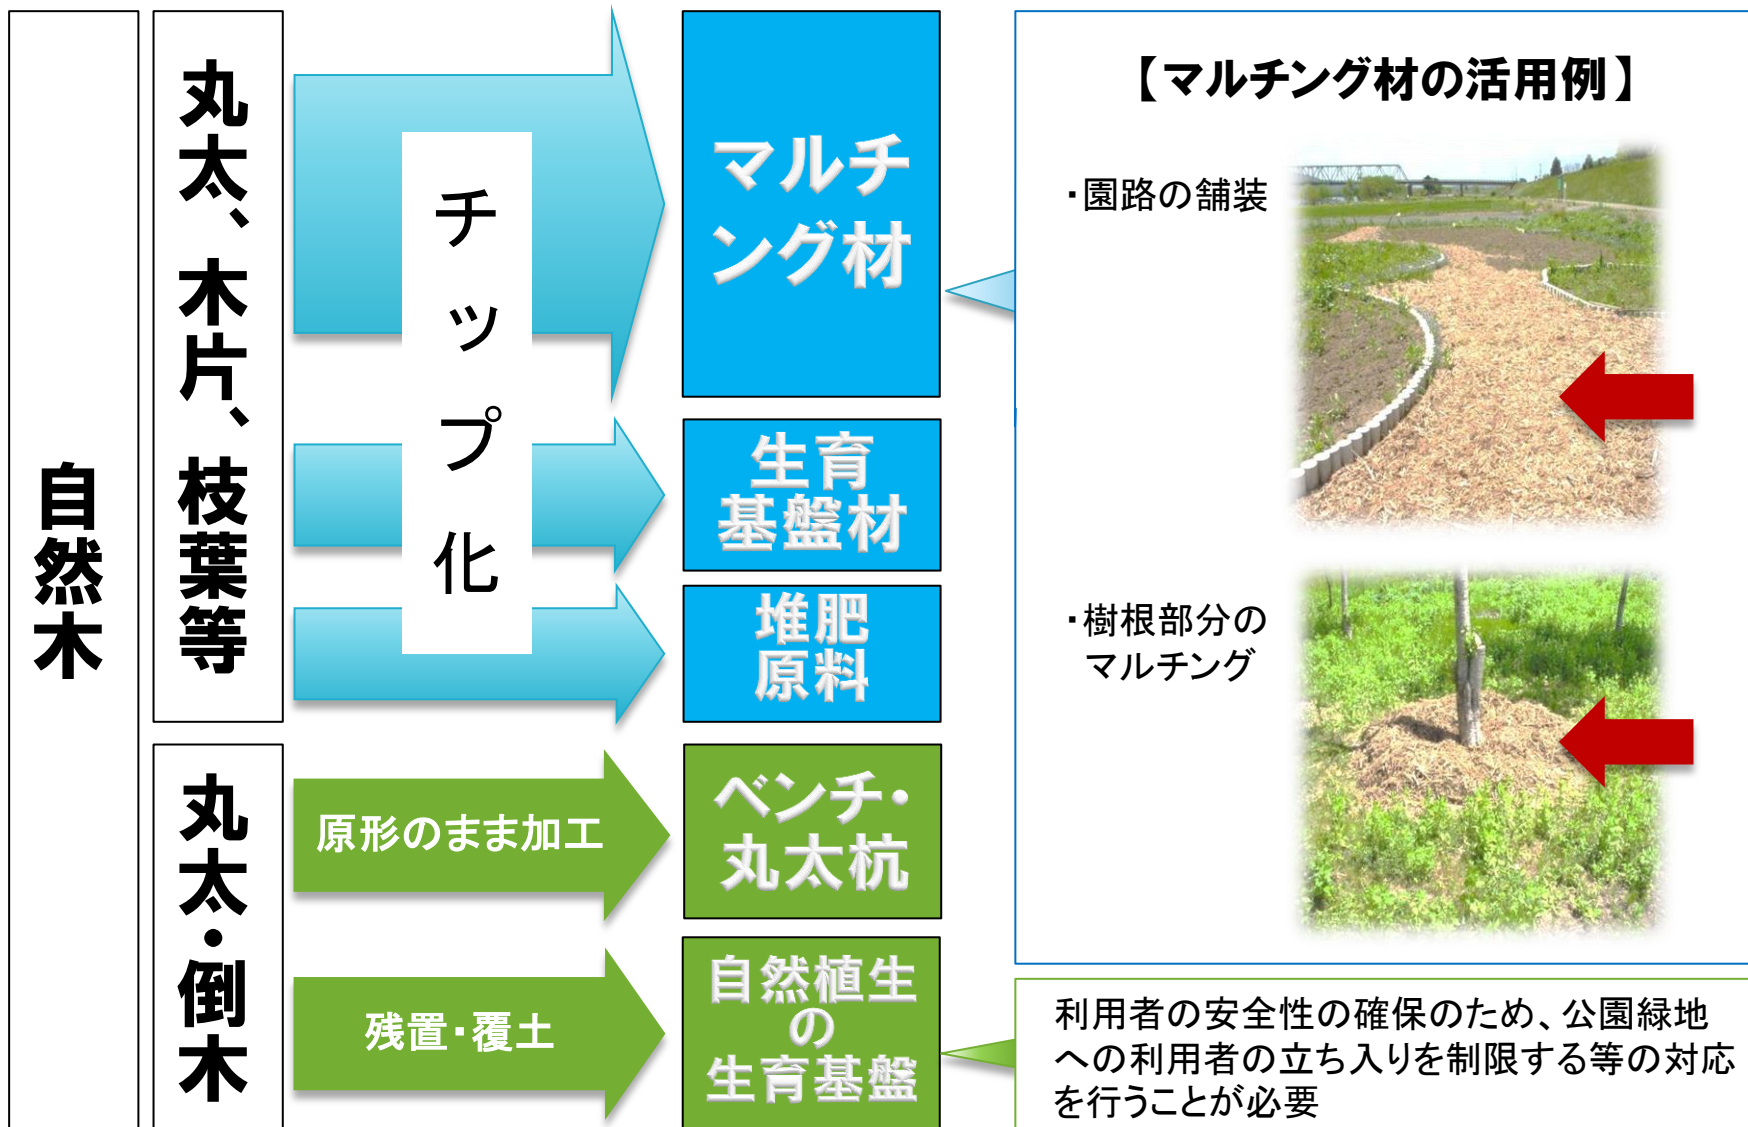 自然木
丸太、木片、枝葉等
チップ化
マルチ
ング材
生育
基盤材
堆肥
原料
丸太・倒木
原形のまま加工
ベンチ・
丸太杭
残置・覆土
自然植生
の
生育基盤
【マルチング材の活用例】
・園路の舗装
・樹根部分の
マルチング
利用者の安全性の確保のため、公園緑地
への利用者の立ち入りを制限する等の対応
を行うことが必要